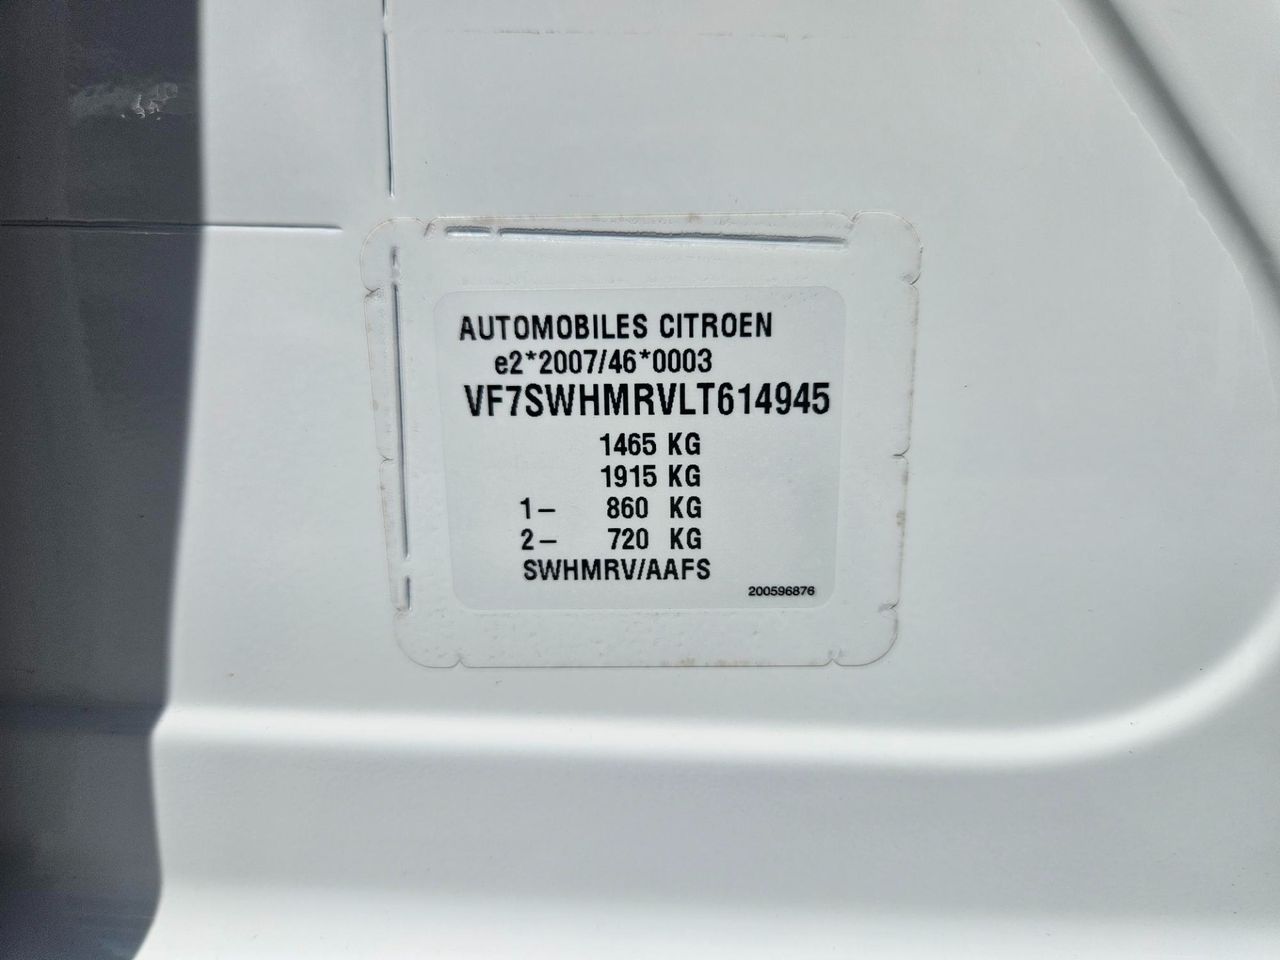 AUTOMOBILES CITROEN
e2*2007/46*0003
VF7SWHMRVLT614945
1465 KG
1915 KG
1– 860 KG
2– 720 KG
SWHMRV/AAFS
200596876